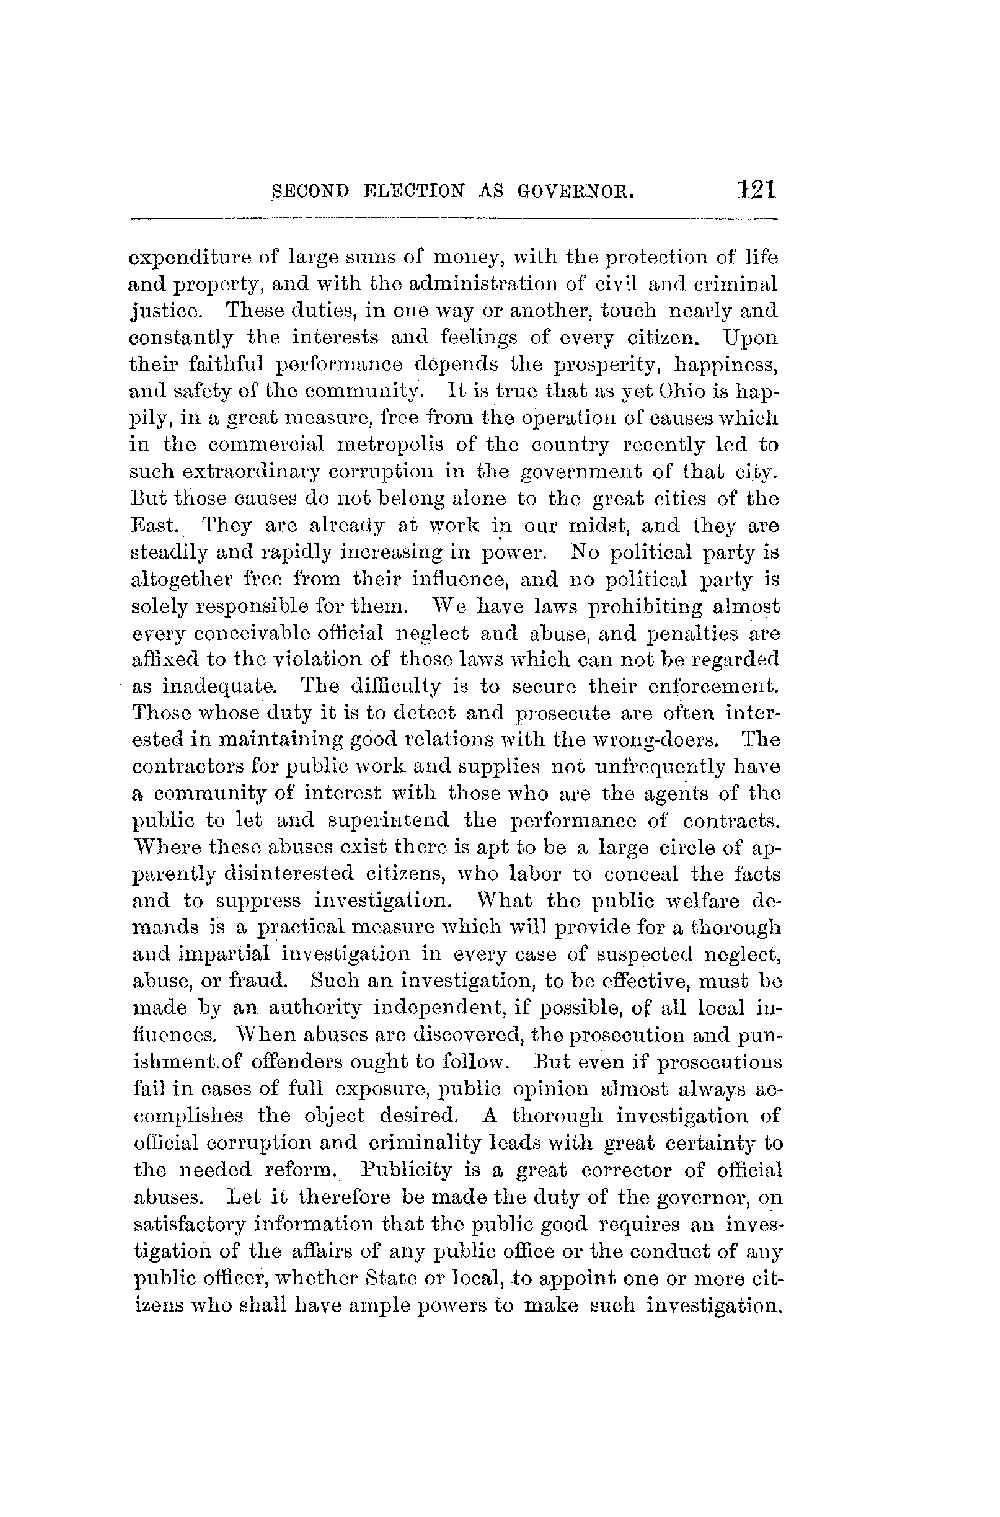 SECOND ELECTION AS GOVERNOR. 121
expenditure of large sums of money, with the protection of life
and property, and with the administration of civil and criminal
justice. These duties, in one way or another, touch nearly and
constantly the interests and feelings of every citizen. Upon
their faithful performance depends the prosperity, happiness,
and safety of the community. It is true that as yet Ohio is hap-
pily, in a great measure, free from the operation of causes which
in the commercial metropolis of the country recently led to
such extraordinary corruption in the government of that city.
But those causes do not belong alone to the great cities of the
East. They are already at work in our midst, and they are
steadily and rapidly increasing in power. No political party is
altogether free from their influence, and no political party is
solely responsible for them. We have laws prohibiting almost
every conceivable official neglect and abuse, and penalties are
affixed to the violation of those laws which can not be regarded
as inadequate. The difficulty is to secure their enforcement.
Those whose duty it is to detect and prosecute are often inter-
ested in maintaining good relations with the wrong-doers. The
contractors for public work and supplies not unfrequently have
a community of interest with those who are the agents of the
public to let and superintend the performance of contracts.
Where these abuses exist there is apt to be a large circle of ap-
parently disinterested citizens, who labor to conceal the facts
and to suppress investigation. What the public welfare de-
mands is a practical measure which will provide for a thorough
and impartial investigation in every case of suspected neglect,
abuse, or fraud. Such an investigation, to be effective, must be
made by an authority independent, if possible, of all local in-
fluences. When abuses are discovered, the prosecution and pun-
ishment of offenders ought to follow. But even if prosecutions
fail in cases of full exposure, public opinion almost always ac-
complishes the object desired. A thorough investigation of
official corruption and criminality leads with great certainty to
the needed reform. Publicity is a great corrector of official
abuses. Let it therefore be made the duty of the governor, on
satisfactory information that the public good requires an inves-
tigation of the affairs of any public office or the conduct of any
public officer, whether State or local, to appoint one or more cit-
izens who shall have ample powers to make such investigation.